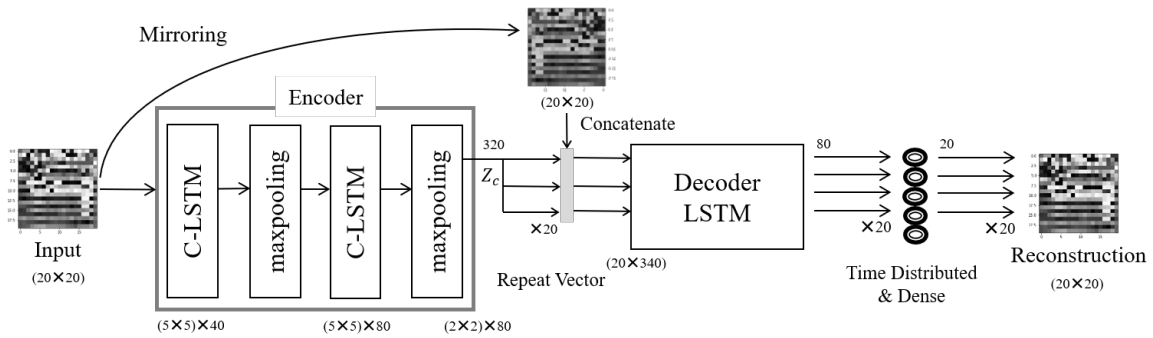 Mirroring
(20×20)
Encoder
Concatenate
C-LSTM
maxpooling
C-LSTM
maxpooling
320
Zc
×20
Decoder
LSTM
80
×20
20
×20
Input
(20×20)
(5×5)×40
(5×5)×80
(2×2)×80
Repeat Vector
(20×340)
Time Distributed
& Dense
Reconstruction
(20×20)